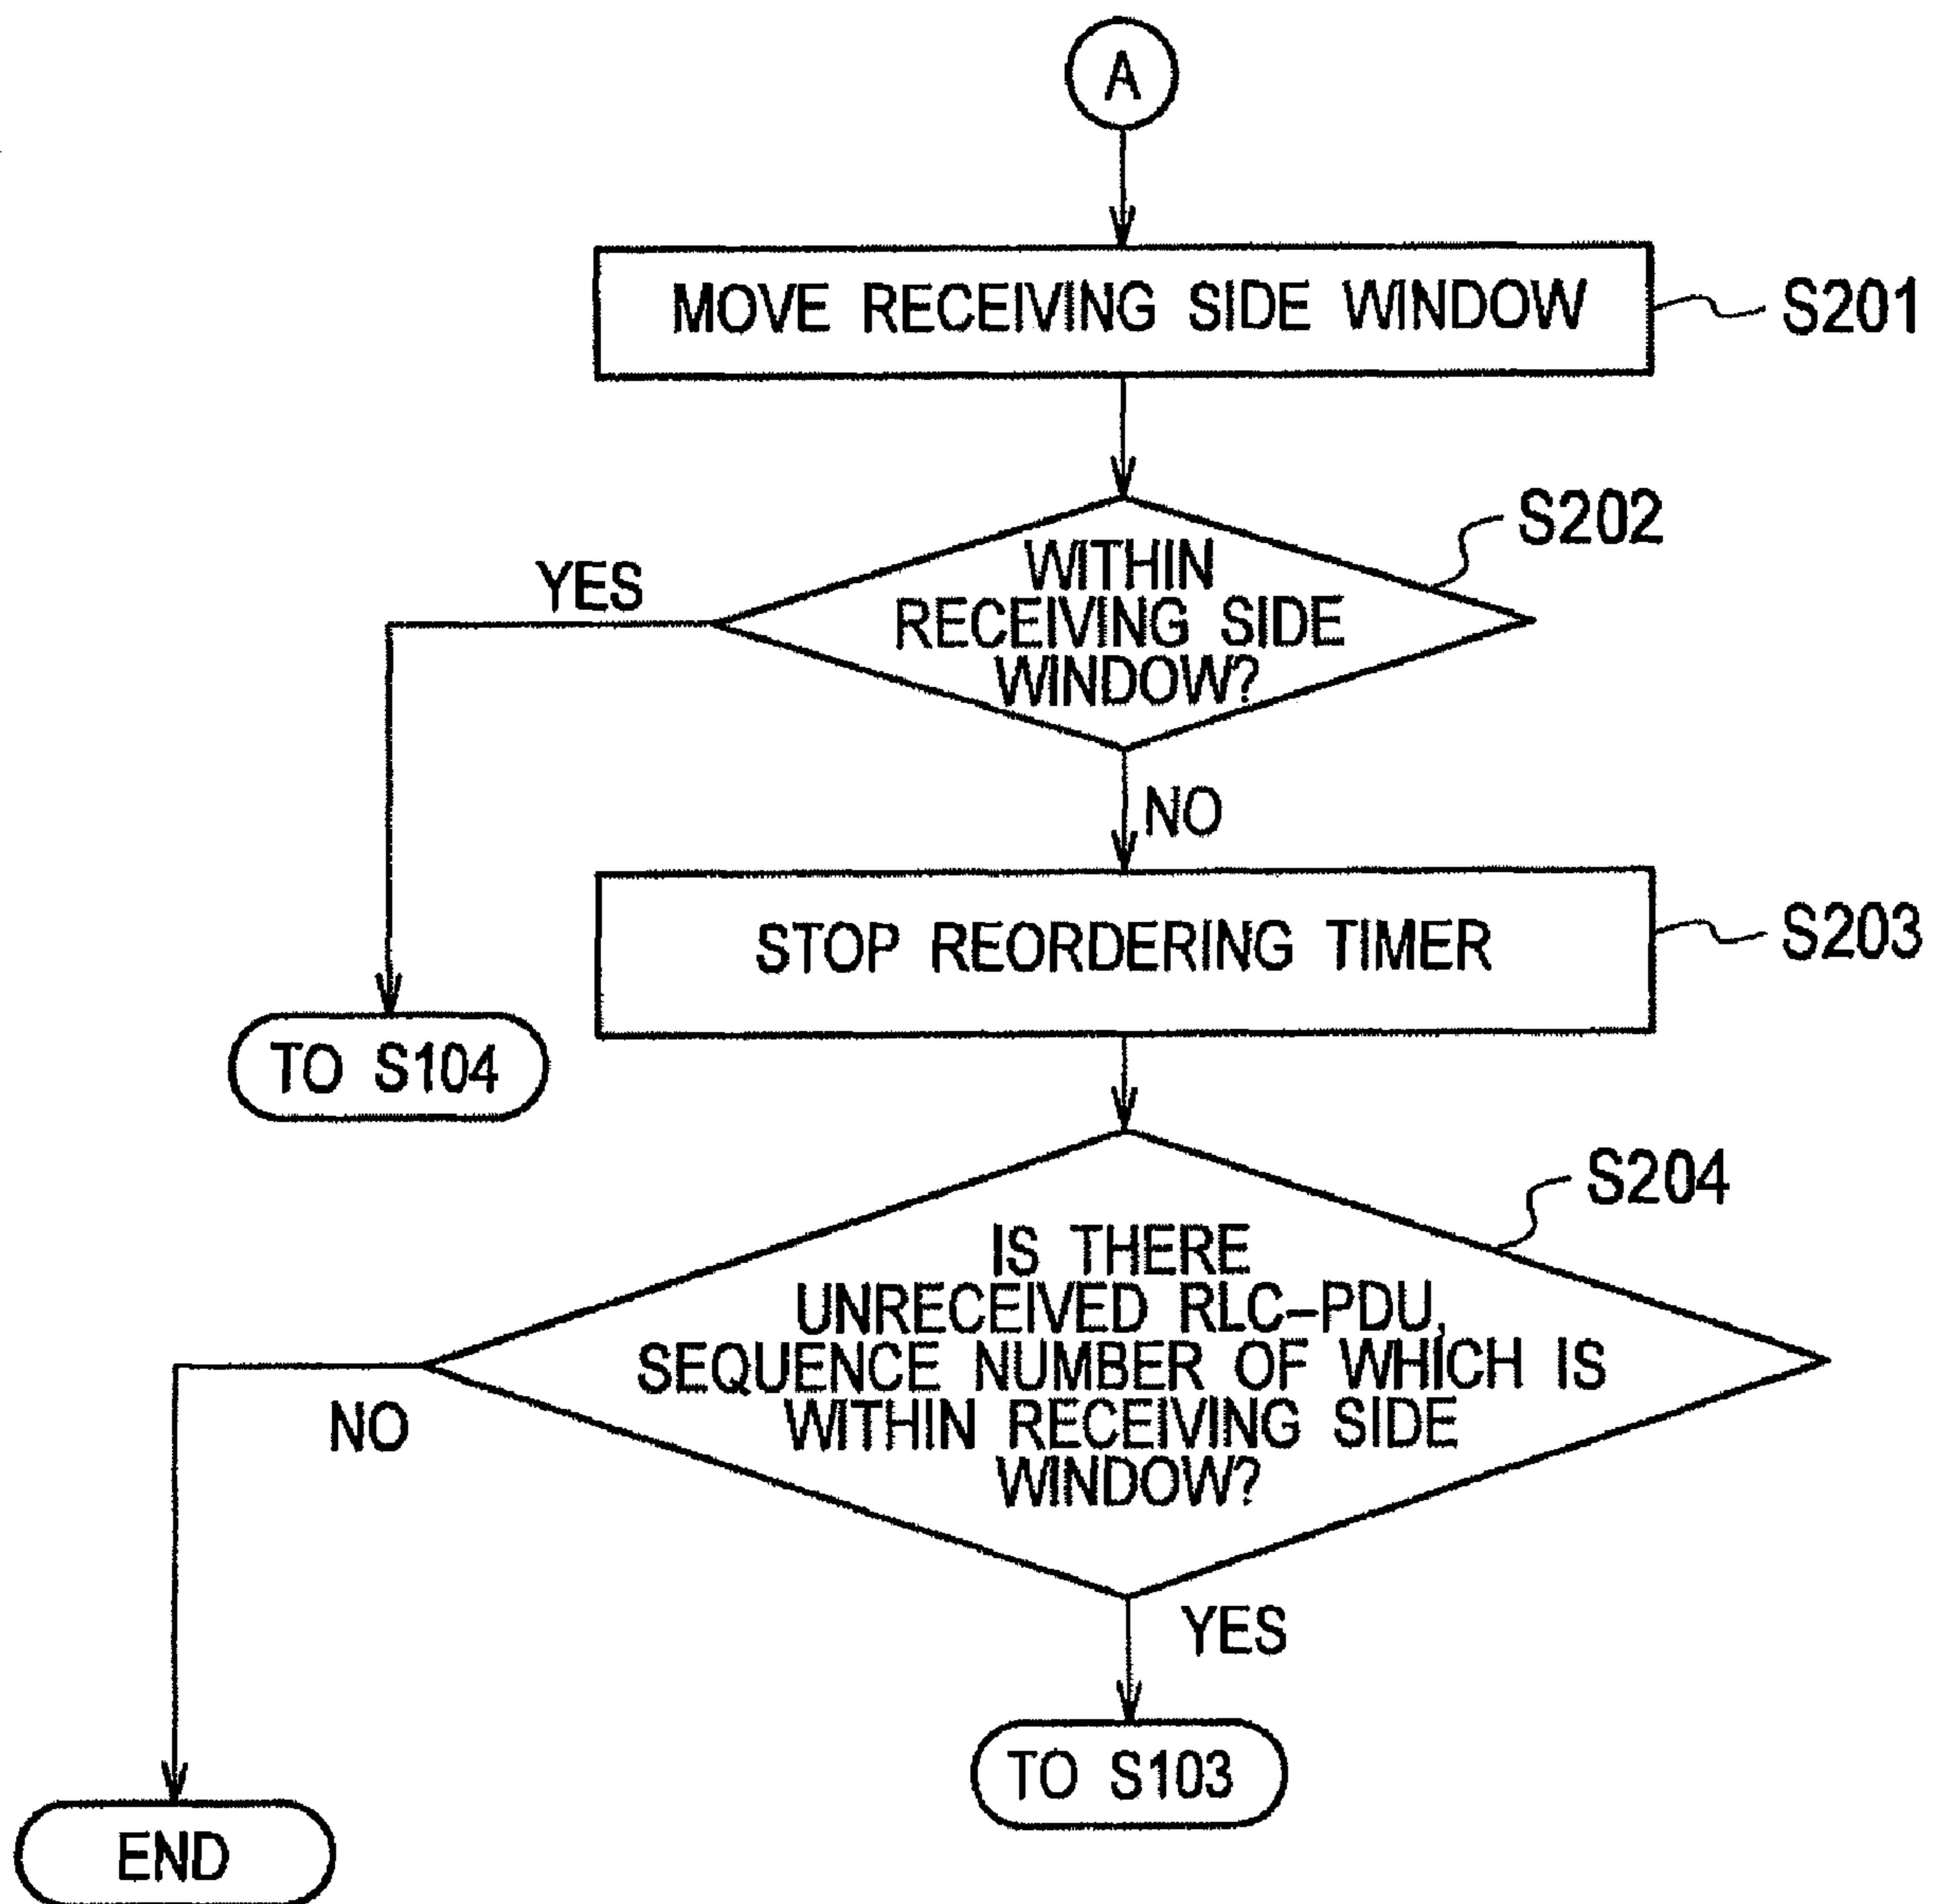 A
MOVE RECEIVING SIDE WINDOW
S201
S202
WITHIN
RECEIVING SIDE
WINDOW?
YES
NO
STOP REORDERING TIMER
S203
TO S104
S204
IS THERE
UNRECEIVED RLC-PDU,
SEQUENCE NUMBER OF WHICH IS
WITHIN RECEIVING SIDE
WINDOW?
NO
YES
TO S103
END